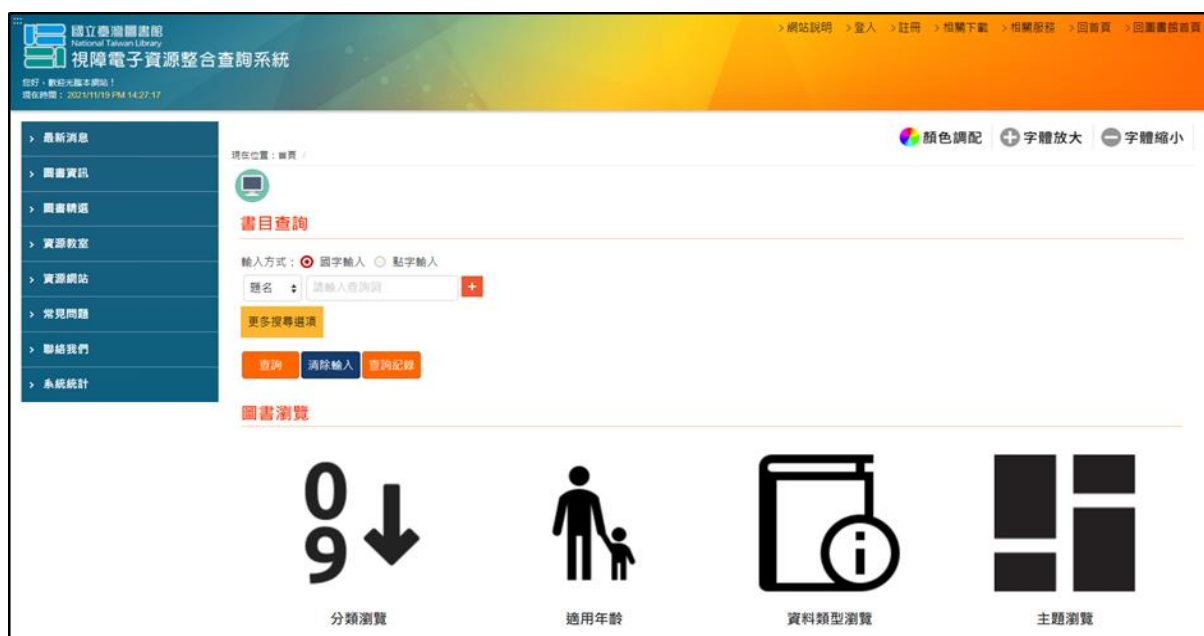 國立臺灣圖書館
National Taiwan Library
視障電子資源整合查詢系統
您好,歡迎光臨本網站!
現在時間: 2021/11/19 PM 14:27:17
>網站說明 >登入 >註冊 >相關下載 >相關服務 >回首頁 >回圖書館首頁
> 最新消息
> 圖書資訊
> 圖書精選
> 資源教室
> 資源網站
> 常見問題
> 聯絡我們
> 系統統計
顏色調配 字體放大 字體縮小
現在位置:首頁 /
書目查詢
輸入方式: 國字輸入 點字輸入
題名 請輸入查詢詞 +
更多搜尋選項
查詢 清除輸入 查詢記錄
圖書瀏覽
0
9
i
分類瀏覽 適用年齡 資料類型瀏覽 主題瀏覽